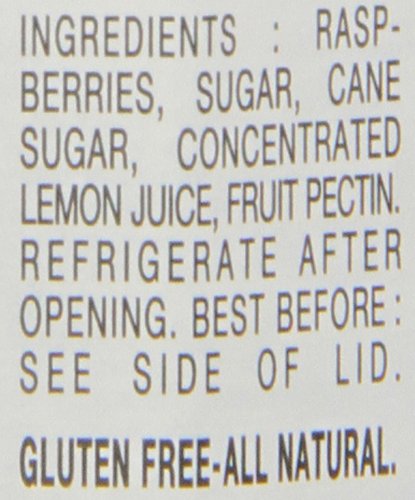 INGREDIENTS : RASP-
BERRIES, SUGAR, CANE
SUGAR, CONCENTRATED
LEMON JUICE, FRUIT PECTIN.
REFRIGERATE AFTER
OPENING. BEST BEFORE :
SEE SIDE OF LID.
GLUTEN FREE-ALL NATURAL.